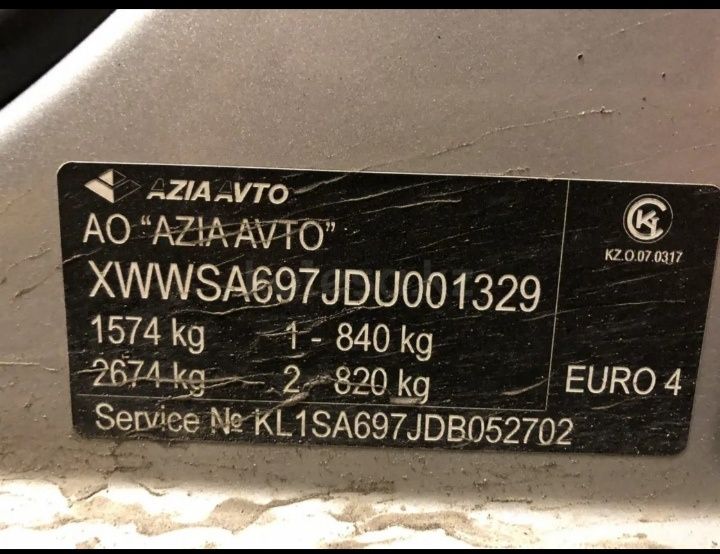 AZIA AVTO
АО "AZIA AVTO"
XWWSA697JDU001329
1574 kg 1 - 840 kg
2674 kg 2 - 820 kg
Service № KL1SA697JDB052702
KZ.O.07.0317
EURO 4